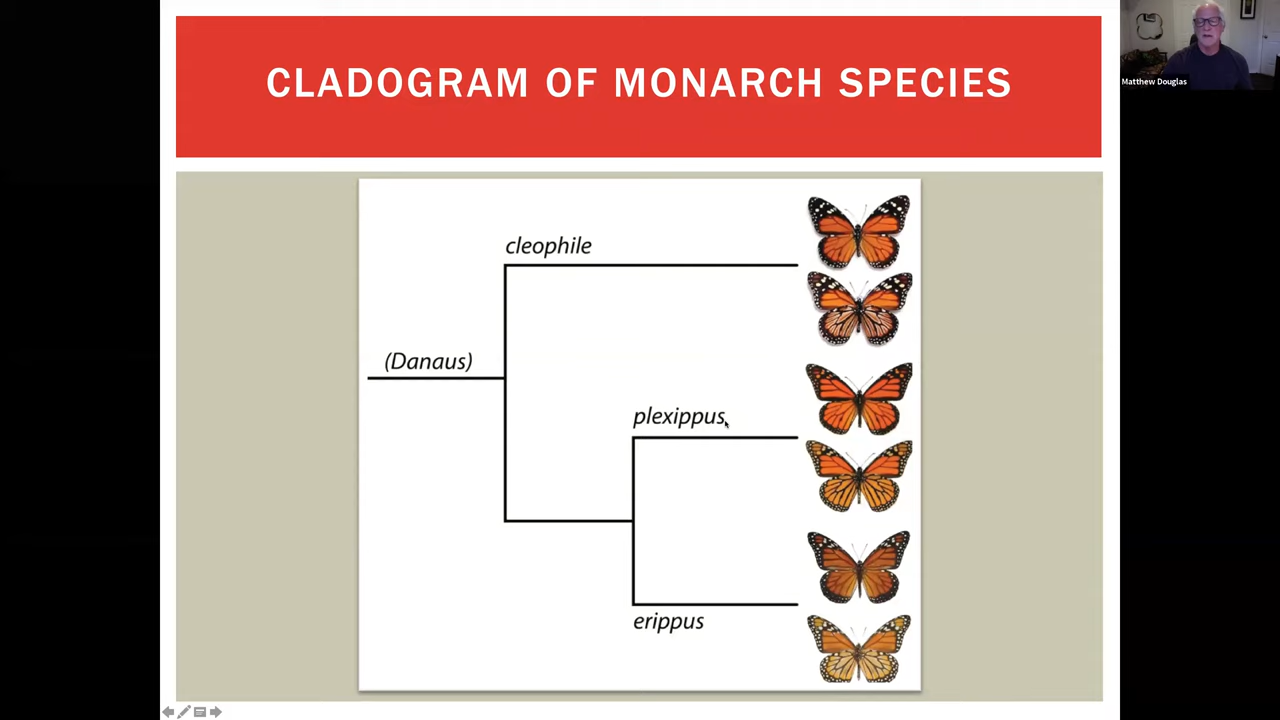 CLADOGRAM OF MONARCH SPECIES
Matthew Douglas
cleophile
(Danaus)
plexippus
erippus